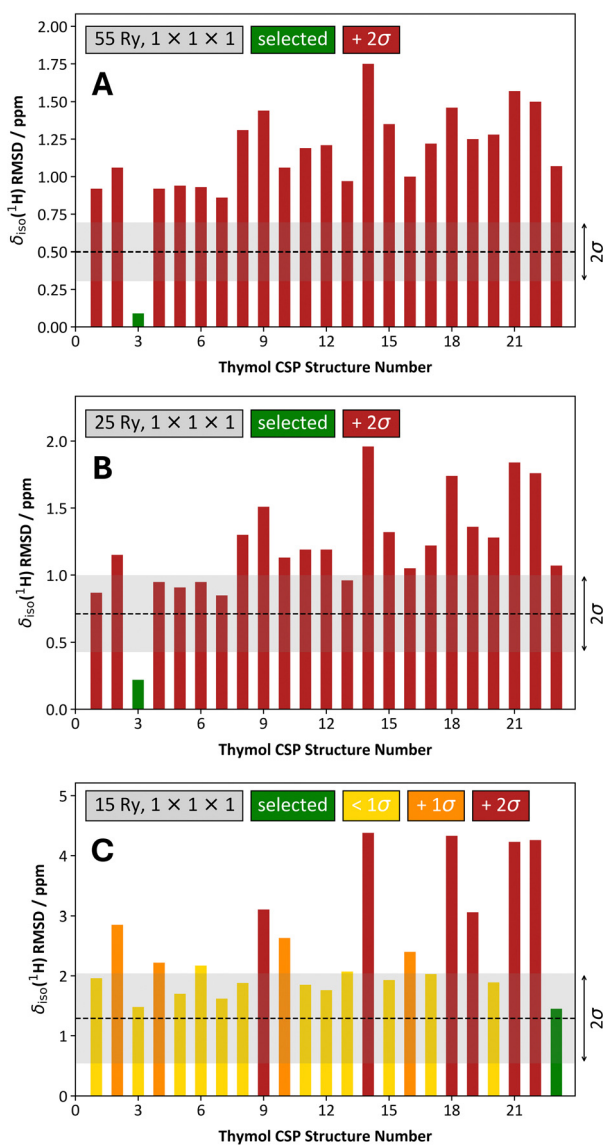 55 Ry, 1 × 1 × 1 selected + 2σ
A
δiso(¹H) RMSD / ppm
2.00
1.75
1.50
1.25
1.00
0.75
0.50
0.25
0.00
2σ
0 3 6 9 12 15 18 21
Thymol CSP Structure Number
25 Ry, 1 × 1 × 1 selected + 2σ
B
δiso(¹H) RMSD / ppm
2.0
1.5
1.0
0.5
0.0
2σ
0 3 6 9 12 15 18 21
Thymol CSP Structure Number
15 Ry, 1 × 1 × 1 selected < 1σ + 1σ + 2σ
C
δiso(¹H) RMSD / ppm
5
4
3
2
1
0
2σ
0 3 6 9 12 15 18 21
Thymol CSP Structure Number